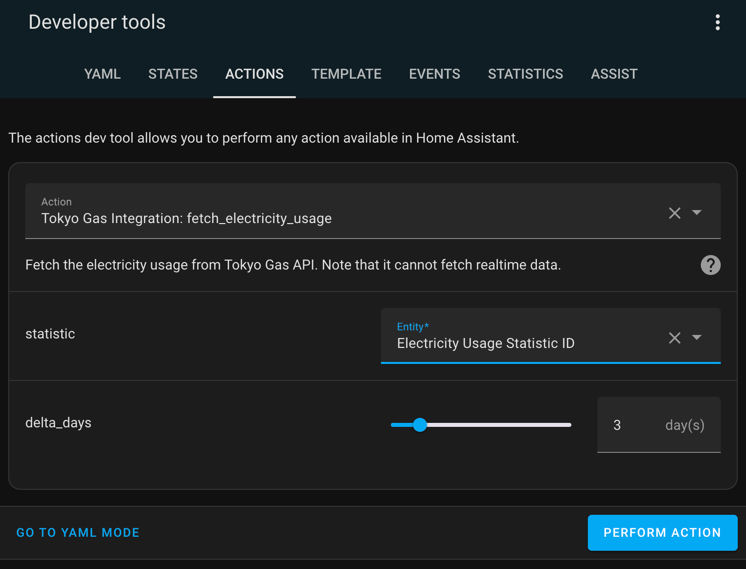 Developer tools
YAML STATES ACTIONS TEMPLATE EVENTS STATISTICS ASSIST
The actions dev tool allows you to perform any action available in Home Assistant.
Action
Tokyo Gas Integration: fetch_electricity_usage
Fetch the electricity usage from Tokyo Gas API. Note that it cannot fetch realtime data.
statistic
Entity*
Electricity Usage Statistic ID
delta_days
3 day(s)
GO TO YAML MODE PERFORM ACTION